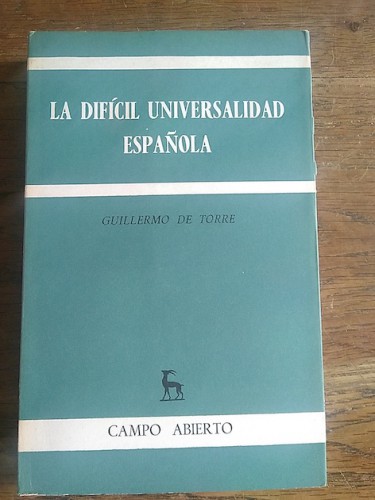 LA DIFÍCIL UNIVERSALIDAD
ESPAÑOLA
GUILLERMO DE TORRE
CAMPO ABIERTO